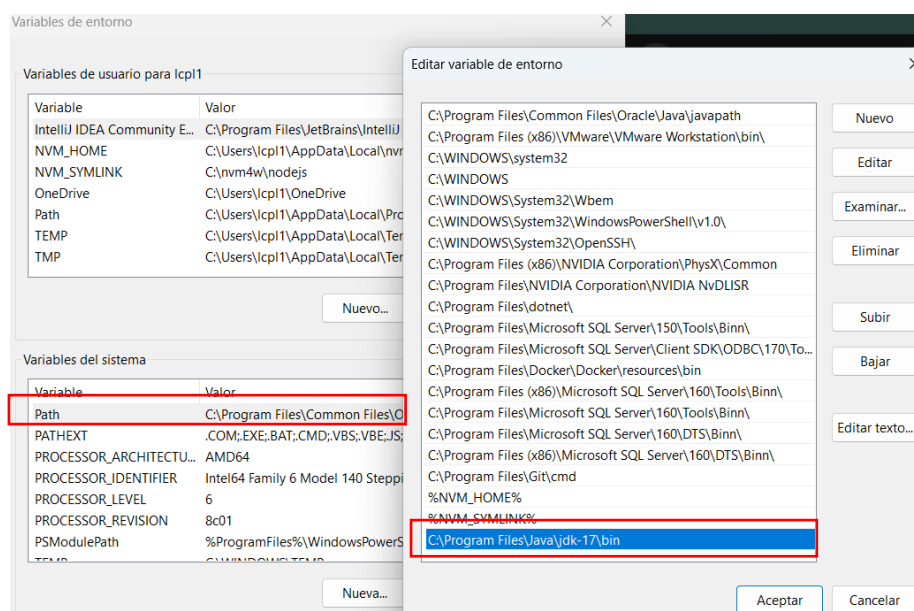 Variables de entorno
Variables de usuario para lcpl1
Variable Valor
IntelliJ IDEA Community E... C:\Program Files\JetBrains\IntelliJ
NVM_HOME C:\Users\lcpl1\AppData\Local\nvr
NVM_SYMLINK C:\nvm4w\nodejs
OneDrive C:\Users\lcpl1\OneDrive
Path C:\Users\lcpl1\AppData\Local\Prc
TEMP C:\Users\lcpl1\AppData\Local\Ter
TMP C:\Users\lcpl1\AppData\Local\Ter
Nuevo...
Variables del sistema
Variable Valor
Path C:\Program Files\Common Files\O
PATHEXT .COM;.EXE;.BAT;.CMD;.VBS;.VBE;.JS;
PROCESSOR_ARCHITECTU... AMD64
PROCESSOR_IDENTIFIER Intel64 Family 6 Model 140 Steppi
PROCESSOR_LEVEL 6
PROCESSOR_REVISION 8c01
PSModulePath %ProgramFiles%\WindowsPowerS
TEMP C:\WINDOWS\TEMP
Nueva...
Editar variable de entorno
C:\Program Files\Common Files\Oracle\Java\javapath
C:\Program Files (x86)\VMware\VMware Workstation\bin\
C:\WINDOWS\system32
C:\WINDOWS
C:\WINDOWS\System32\Wbem
C:\WINDOWS\System32\WindowsPowerShell\v1.0\
C:\WINDOWS\System32\OpenSSH\
C:\Program Files (x86)\NVIDIA Corporation\PhysX\Common
C:\Program Files\NVIDIA Corporation\NVIDIA NvDLISR
C:\Program Files\dotnet\
C:\Program Files\Microsoft SQL Server\150\Tools\Binn\
C:\Program Files\Microsoft SQL Server\Client SDK\ODBC\170\To...
C:\Program Files\Docker\Docker\resources\bin
C:\Program Files (x86)\Microsoft SQL Server\160\Tools\Binn\
C:\Program Files\Microsoft SQL Server\160\Tools\Binn\
C:\Program Files\Microsoft SQL Server\160\DTS\Binn\
C:\Program Files (x86)\Microsoft SQL Server\160\DTS\Binn\
C:\Program Files\Git\cmd
%NVM_HOME%
%NVM_SYMLINK%
C:\Program Files\Java\jdk-17\bin
Nuevo
Editar
Examinar...
Eliminar
Subir
Bajar
Editar texto...
Aceptar
Cancelar